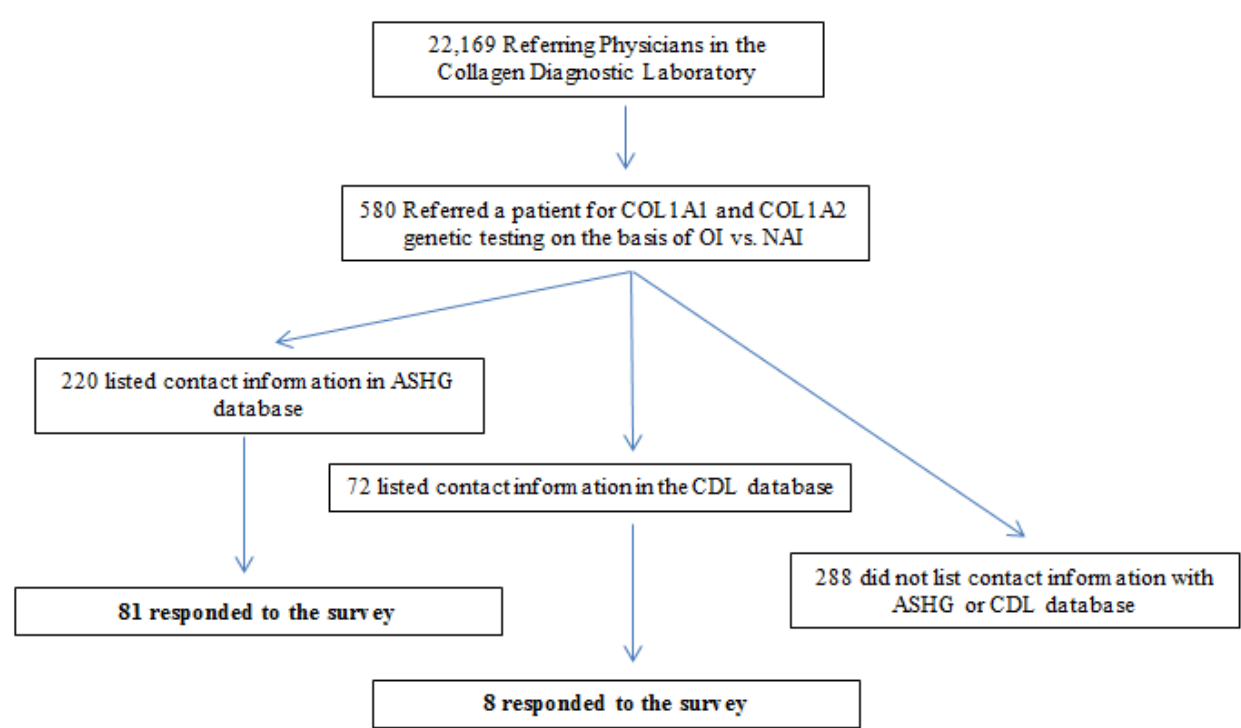 22,169 Referring Physicians in the
Collagen Diagnostic Laboratory
580 Referred a patient for COL1A1 and COL1A2
genetic testing on the basis of OI vs. NAI
220 listed contact information in ASHG
database
72 listed contact information in the CDL database
288 did not list contact information with
ASHG or CDL database
81 responded to the survey
8 responded to the survey